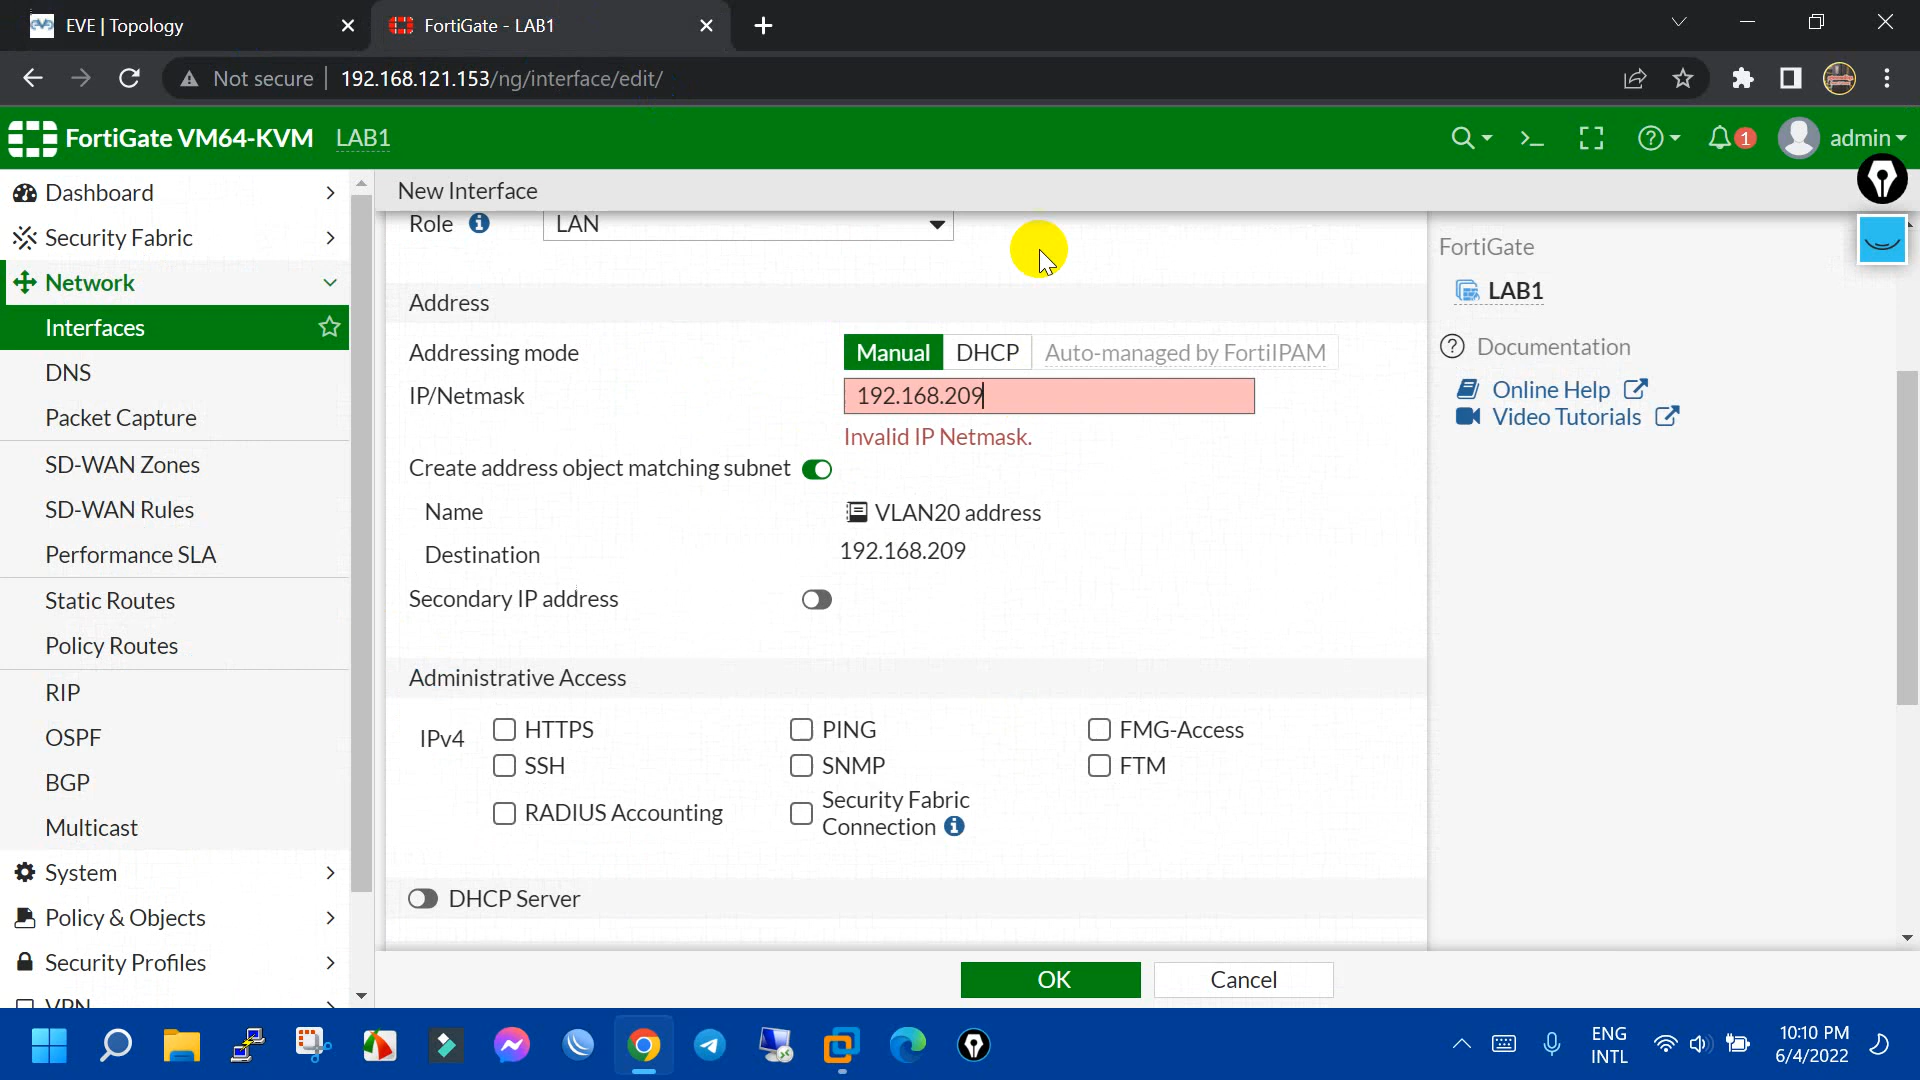 EVE | Topology
FortiGate - LAB1
Not secure
192.168.121.153/ng/interface/edit/
FortiGate VM64-KVM LAB1
1
admin
Dashboard
Security Fabric
Network
Interfaces
DNS
Packet Capture
SD-WAN Zones
SD-WAN Rules
Performance SLA
Static Routes
Policy Routes
RIP
OSPF
BGP
Multicast
System
Policy & Objects
Security Profiles
VPN
New Interface
Role
LAN
Address
Addressing mode
Manual DHCP Auto-managed by FortiIPAM
IP/Netmask
192.168.209
Invalid IP Netmask.
Create address object matching subnet
Name
VLAN20 address
Destination
192.168.209
Secondary IP address
Administrative Access
IPv4
HTTPS PING FMG-Access
SSH SNMP FTM
RADIUS Accounting
Security Fabric
Connection
DHCP Server
OK Cancel
FortiGate
LAB1
Documentation
Online Help
Video Tutorials
ENG
INTL
10:10 PM
6/4/2022